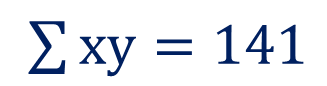 ∑ xy = 141